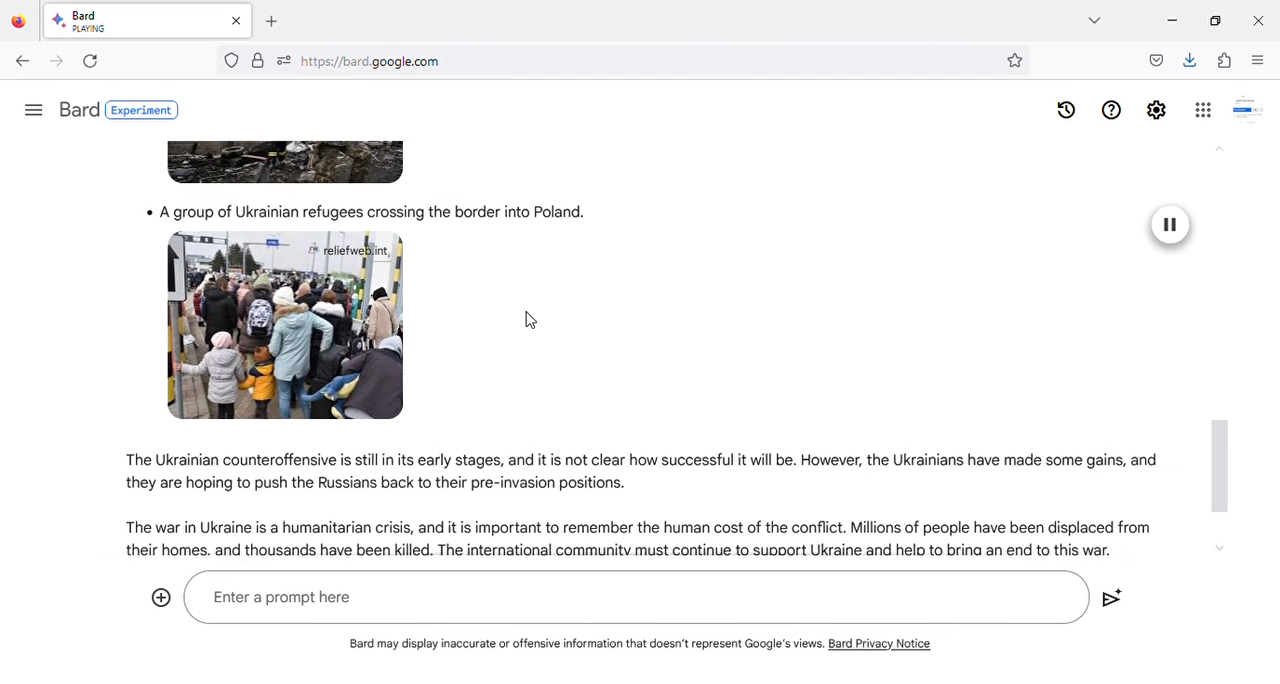 Bard
PLAYING
https://bard.google.com
Bard Experiment
A group of Ukrainian refugees crossing the border into Poland.
rw. reliefweb.int
The Ukrainian counteroffensive is still in its early stages, and it is not clear how successful it will be. However, the Ukrainians have made some gains, and
they are hoping to push the Russians back to their pre-invasion positions.
The war in Ukraine is a humanitarian crisis, and it is important to remember the human cost of the conflict. Millions of people have been displaced from
their homes, and thousands have been killed. The international community must continue to support Ukraine and help to bring an end to this war.
Enter a prompt here
Bard may display inaccurate or offensive information that doesn't represent Google's views. Bard Privacy Notice